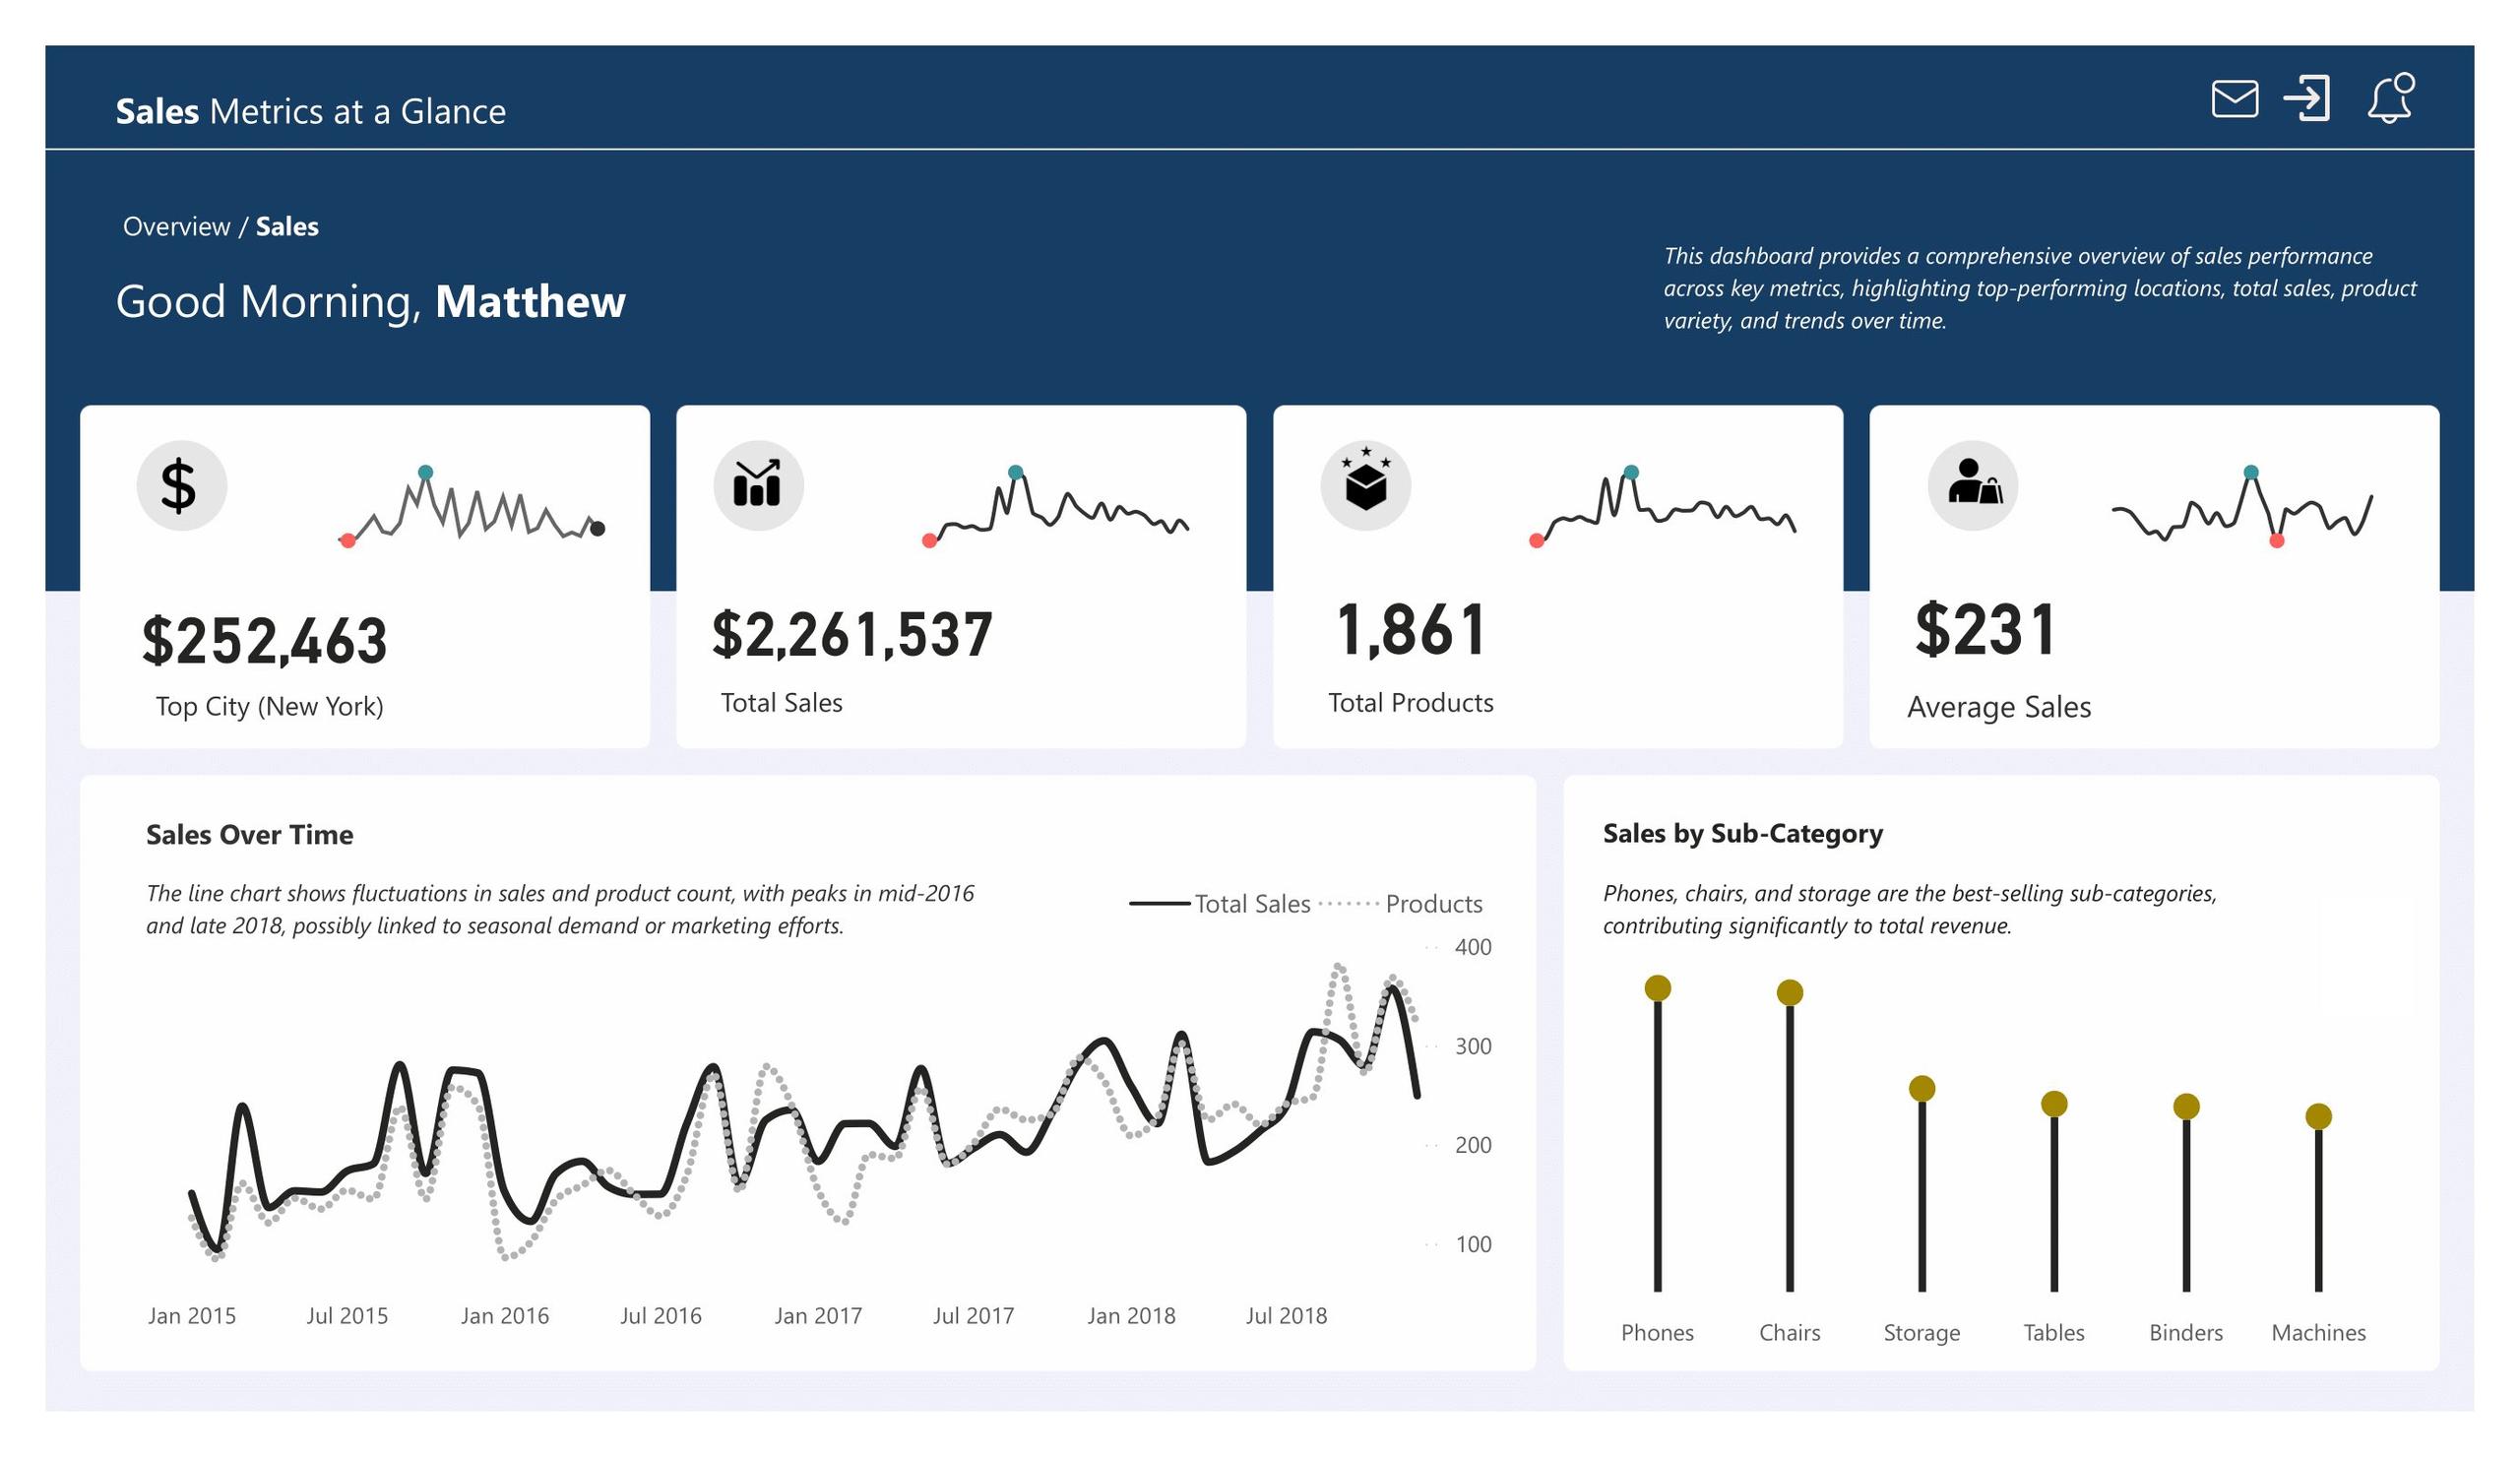 Sales Metrics at a Glance
Overview / Sales
Good Morning, Matthew
This dashboard provides a comprehensive overview of sales performance
across key metrics, highlighting top-performing locations, total sales, product
variety, and trends over time.
$
$252,463
Top City (New York)
$2,261,537
Total Sales
1,861
Total Products
$231
Average Sales
Sales Over Time
The line chart shows fluctuations in sales and product count, with peaks in mid-2016
and late 2018, possibly linked to seasonal demand or marketing efforts.
Total Sales Products
400
300
200
100
Jan 2015 Jul 2015 Jan 2016 Jul 2016 Jan 2017 Jul 2017 Jan 2018 Jul 2018
Sales by Sub-Category
Phones, chairs, and storage are the best-selling sub-categories,
contributing significantly to total revenue.
Phones Chairs Storage Tables Binders Machines